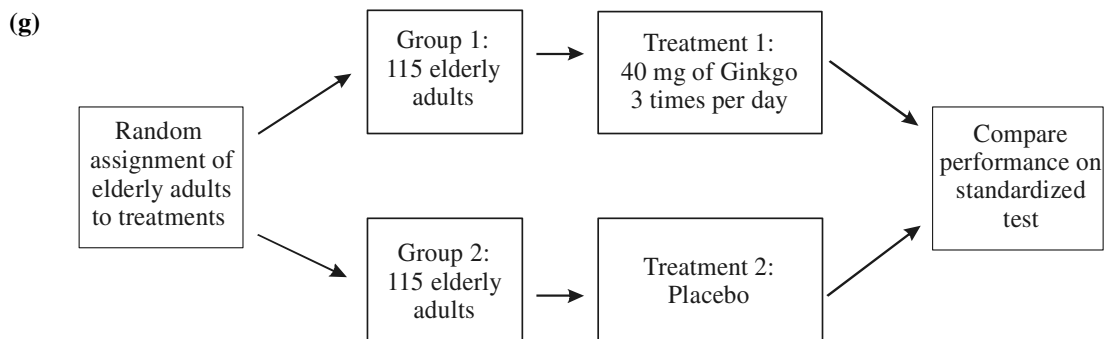 (g)
Random
assignment of
elderly adults
to treatments
Group 1:
115 elderly
adults
Treatment 1:
40 mg of Ginkgo
3 times per day
Group 2:
115 elderly
adults
Treatment 2:
Placebo
Compare
performance on
standardized
test